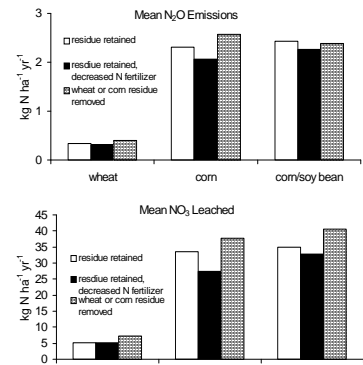 Mean N₂O Emissions
kg N ha⁻¹ yr⁻¹
3
2
1
0
residue retained
resdiue retained,
decreased N fertilizer
wheat or corn residue
removed
wheat
corn
corn/soy bean
Mean NO₃ Leached
kg N ha⁻¹ yr⁻¹
45
40
35
30
25
20
15
10
5
0
residue retained
resdiue retained,
decreased N fertilizer
wheat or corn residue
removed